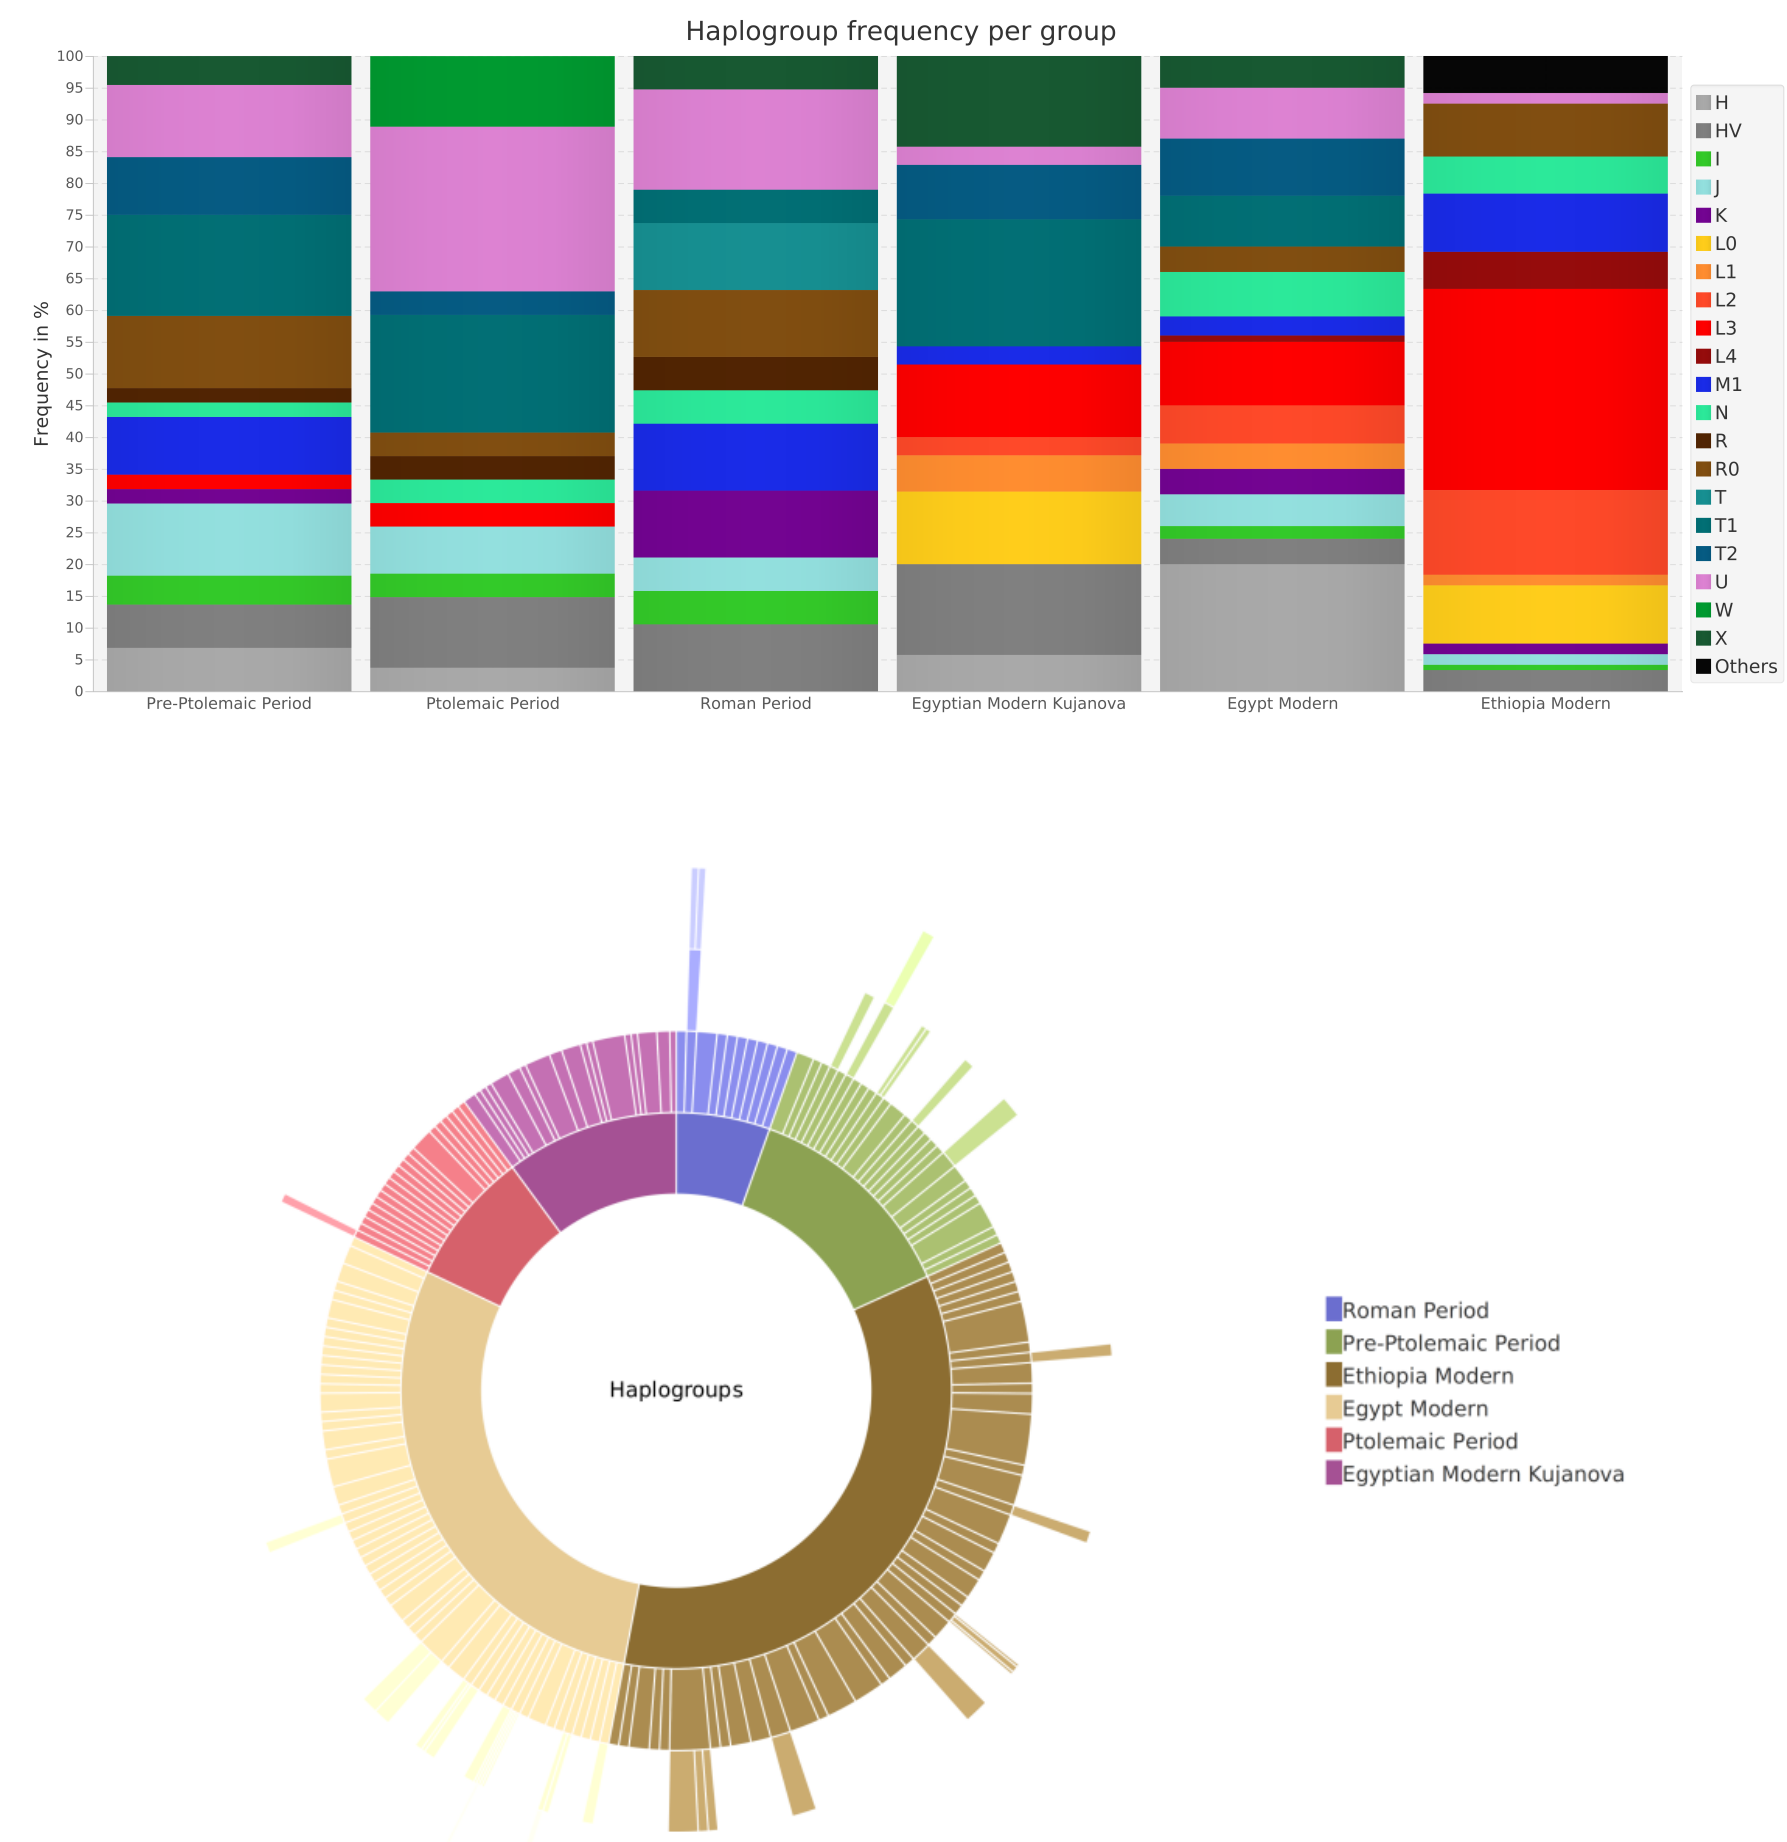 Haplogroup frequency per group
Frequency in %
100
95
90
85
80
75
70
65
60
55
50
45
40
35
30
25
20
15
10
5
0
Pre-Ptolemaic Period
Ptolemaic Period
Roman Period
Egyptian Modern Kujanova
Egypt Modern
Ethiopia Modern
H
HV
I
J
K
L0
L1
L2
L3
L4
M1
N
R
R0
T
T1
T2
U
W
X
Others
Haplogroups
Roman Period
Pre-Ptolemaic Period
Ethiopia Modern
Egypt Modern
Ptolemaic Period
Egyptian Modern Kujanova